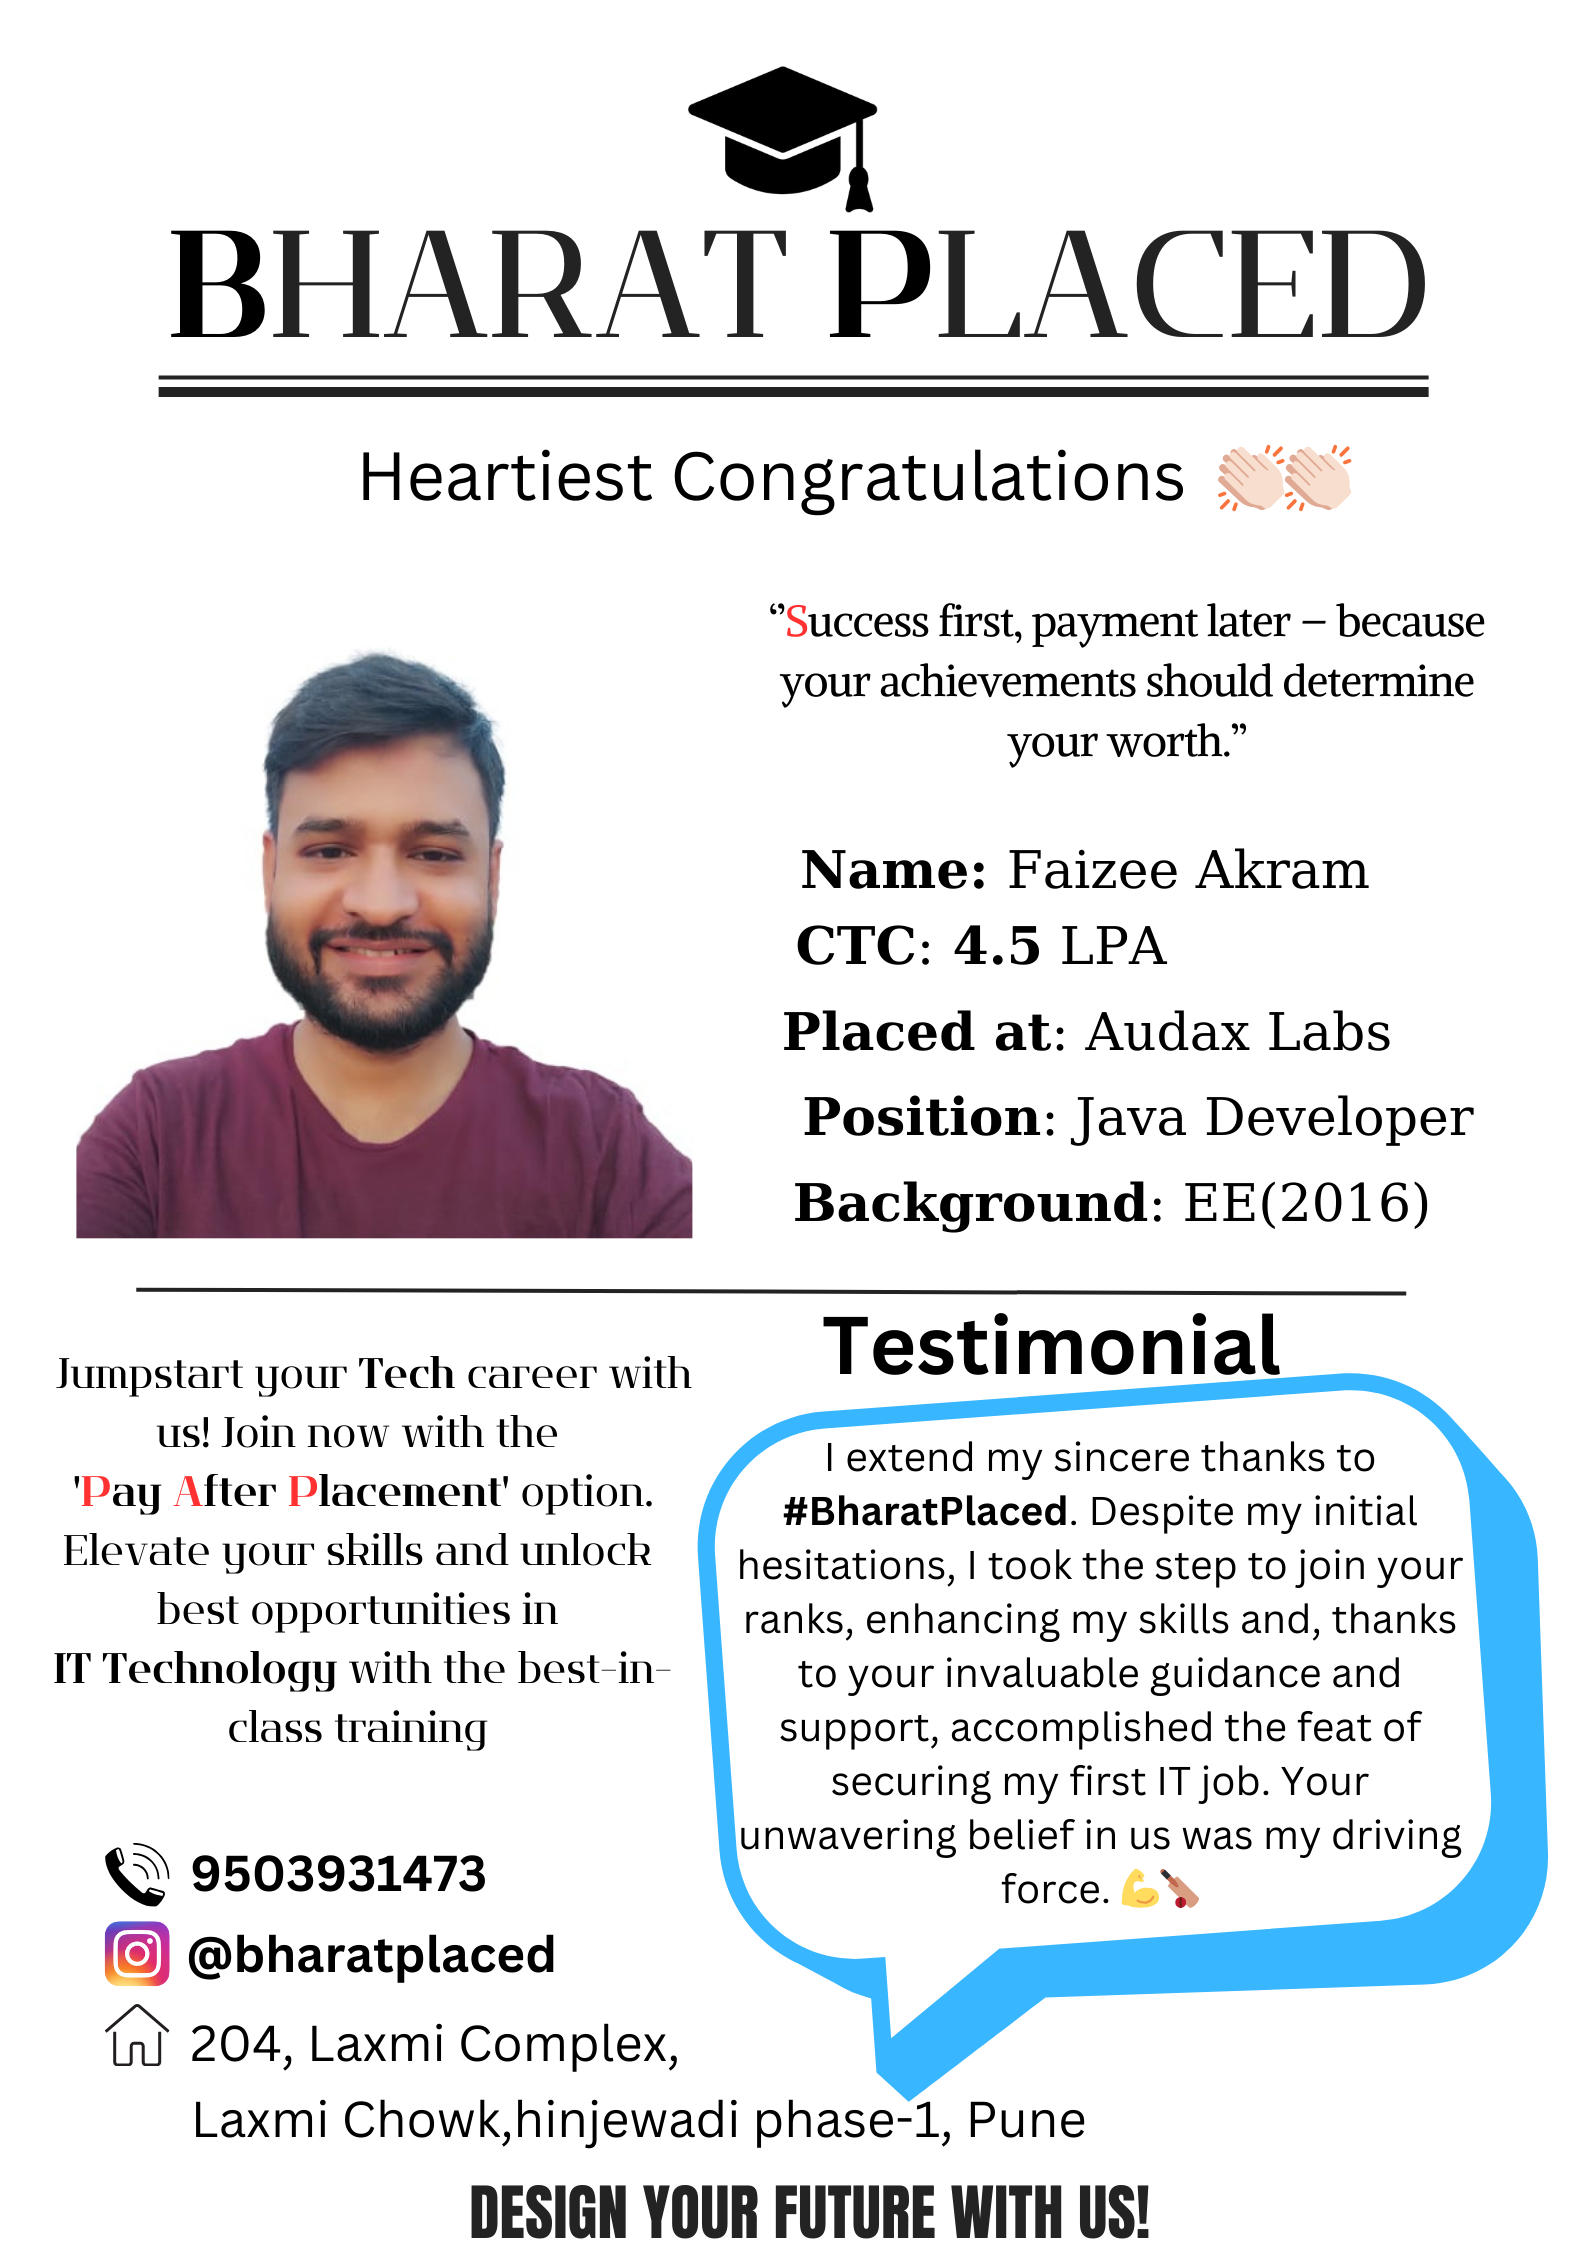 BHARAT PLACED
Heartiest Congratulations 👏🏻👏🏻
“Success first, payment later – because
your achievements should determine
your worth.”
Name: Faizee Akram
CTC: 4.5 LPA
Placed at: Audax Labs
Position: Java Developer
Background: EE(2016)
Jumpstart your Tech career with
us! Join now with the
'Pay After Placement' option.
Elevate your skills and unlock
best opportunities in
IT Technology with the best-in-
class training
Testimonial
I extend my sincere thanks to
#BharatPlaced. Despite my initial
hesitations, I took the step to join your
ranks, enhancing my skills and, thanks
to your invaluable guidance and
support, accomplished the feat of
securing my first IT job. Your
unwavering belief in us was my driving
force. 💪🏏
9503931473
@bharatplaced
204, Laxmi Complex,
Laxmi Chowk,hinjewadi phase-1, Pune
DESIGN YOUR FUTURE WITH US!